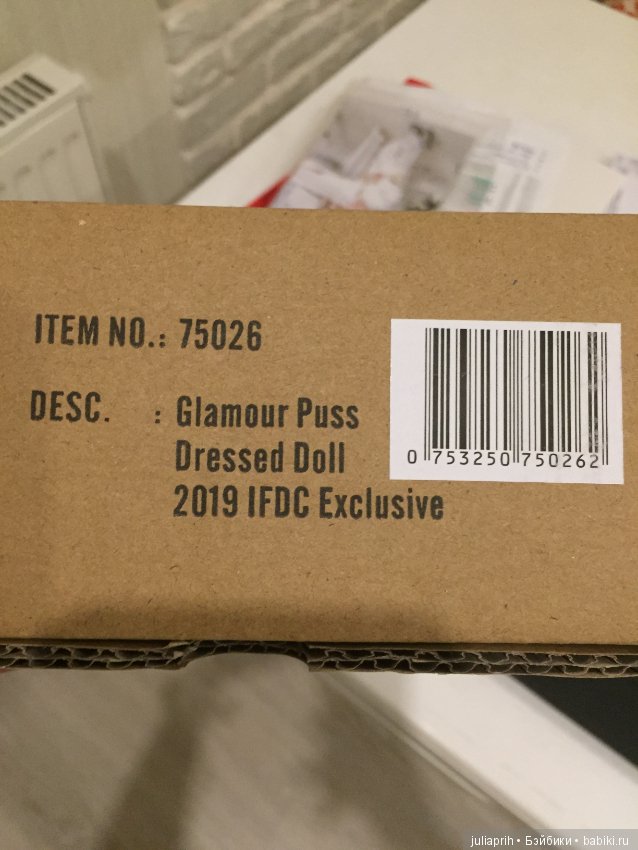 ITEM NO.: 75026
DESC. : Glamour Puss
Dressed Doll
2019 IFDC Exclusive
0 753250 750262
juliaprih • Бэйбики • babiki.ru